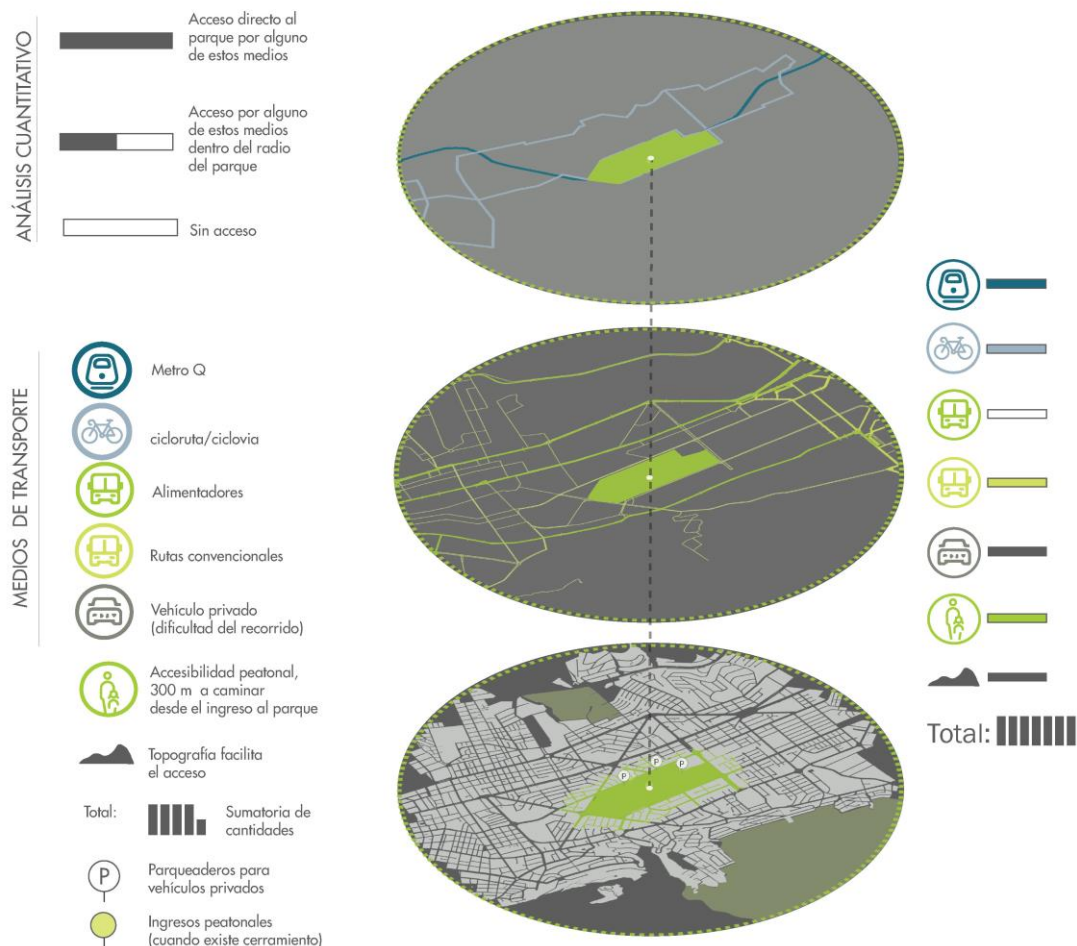 ANÁLISIS CUANTITATIVO
Acceso directo al
parque por alguno
de estos medios
Acceso por alguno
de estos medios
dentro del radio
del parque
Sin acceso
MEDIOS DE TRANSPORTE
Metro Q
cicloruta/ciclovia
Alimentadores
Rutas convencionales
Vehículo privado
(dificultad del recorrido)
Accesibilidad peatonal,
300 m a caminar
desde el ingreso al parque
Topografía facilita
el acceso
Total:
Sumatoria de
cantidades
P
Parqueaderos para
vehículos privados
Ingresos peatonales
(cuando existe cerramiento)
P
P
P
Total: